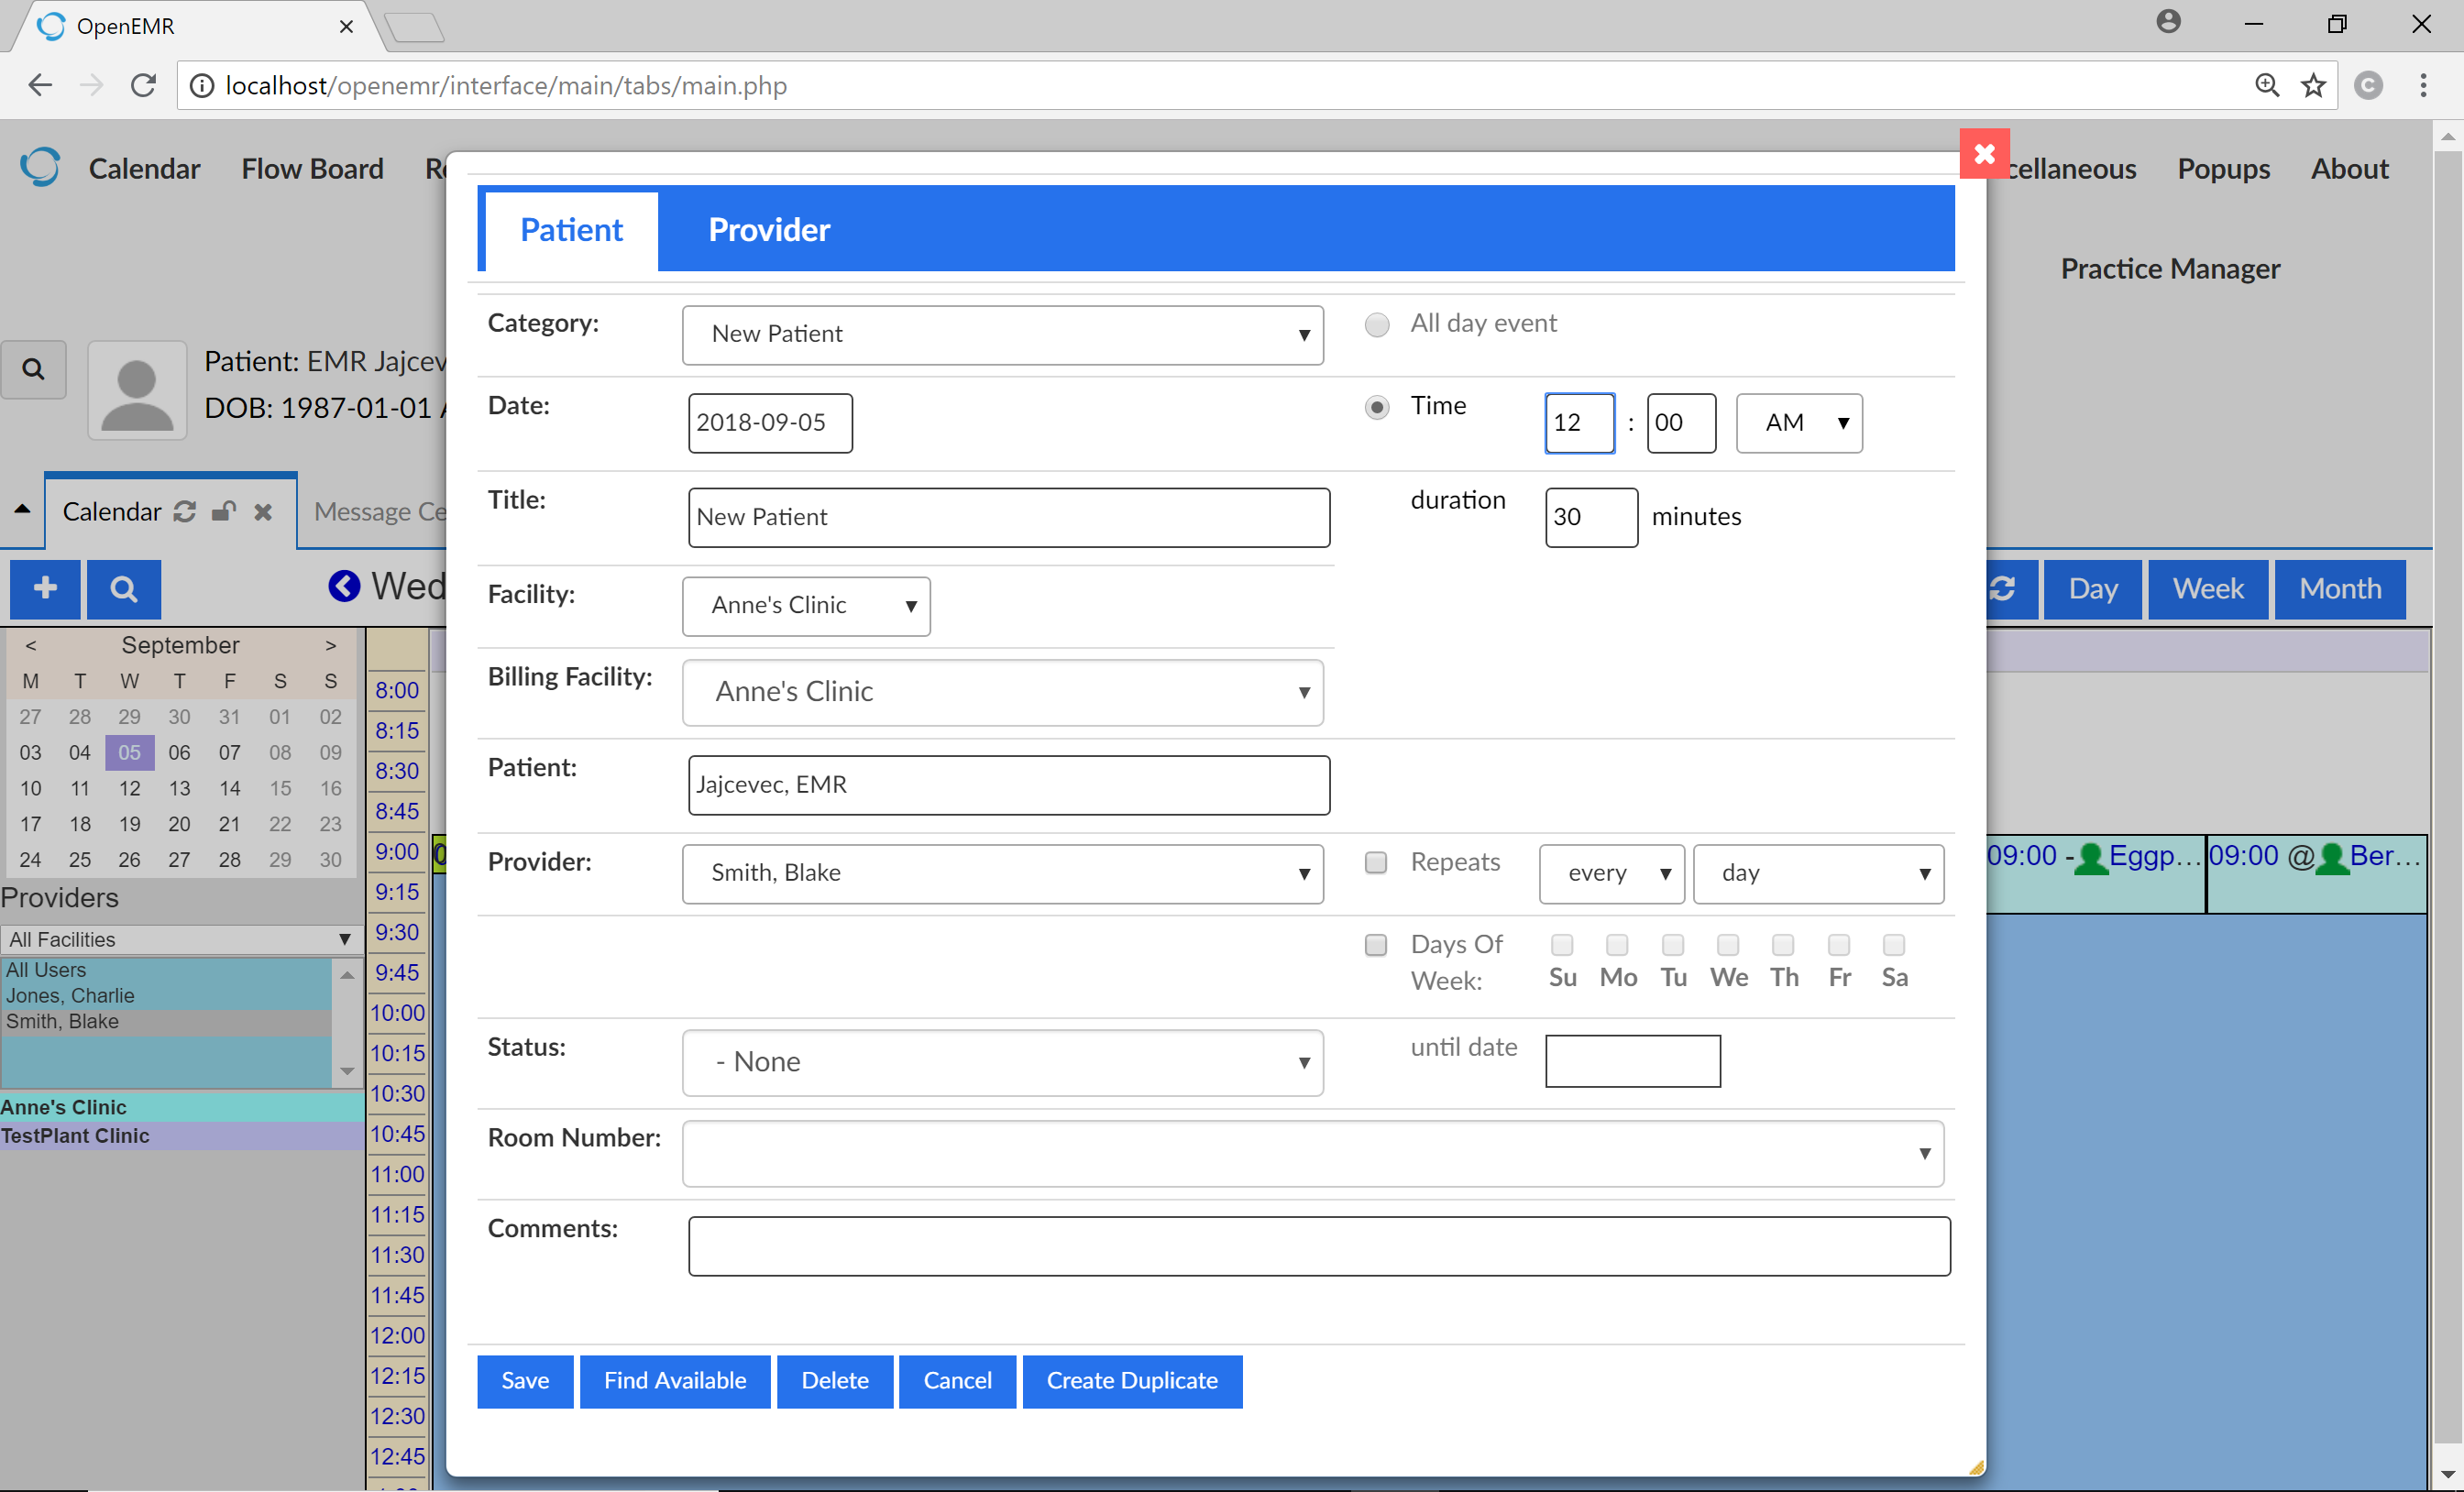 OpenEMR
localhost/openemr/interface/main/tabs/main.php
Calendar Flow Board
cellaneous Popups About
Practice Manager
Patient: EMR Jajcev
DOB: 1987-01-01
Calendar Message Ce
Wed
Day Week Month
< September >
M T W T F S S
27 28 29 30 31 01 02
03 04 05 06 07 08 09
10 11 12 13 14 15 16
17 18 19 20 21 22 23
24 25 26 27 28 29 30
Providers
All Facilities
All Users
Jones, Charlie
Smith, Blake
Anne's Clinic
TestPlant Clinic
8:00
8:15
8:30
8:45
9:00
9:15
9:30
9:45
10:00
10:15
10:30
10:45
11:00
11:15
11:30
11:45
12:00
12:15
12:30
12:45
09:00 - Eggp...
09:00 @ Ber...
Patient Provider
Category: New Patient All day event
Date: 2018-09-05 Time 12 : 00 AM
Title: New Patient duration 30 minutes
Facility: Anne's Clinic
Billing Facility: Anne's Clinic
Patient: Jajcevec, EMR
Provider: Smith, Blake Repeats every day
Days Of Week: Su Mo Tu We Th Fr Sa
Status: - None until date
Room Number:
Comments:
Save Find Available Delete Cancel Create Duplicate